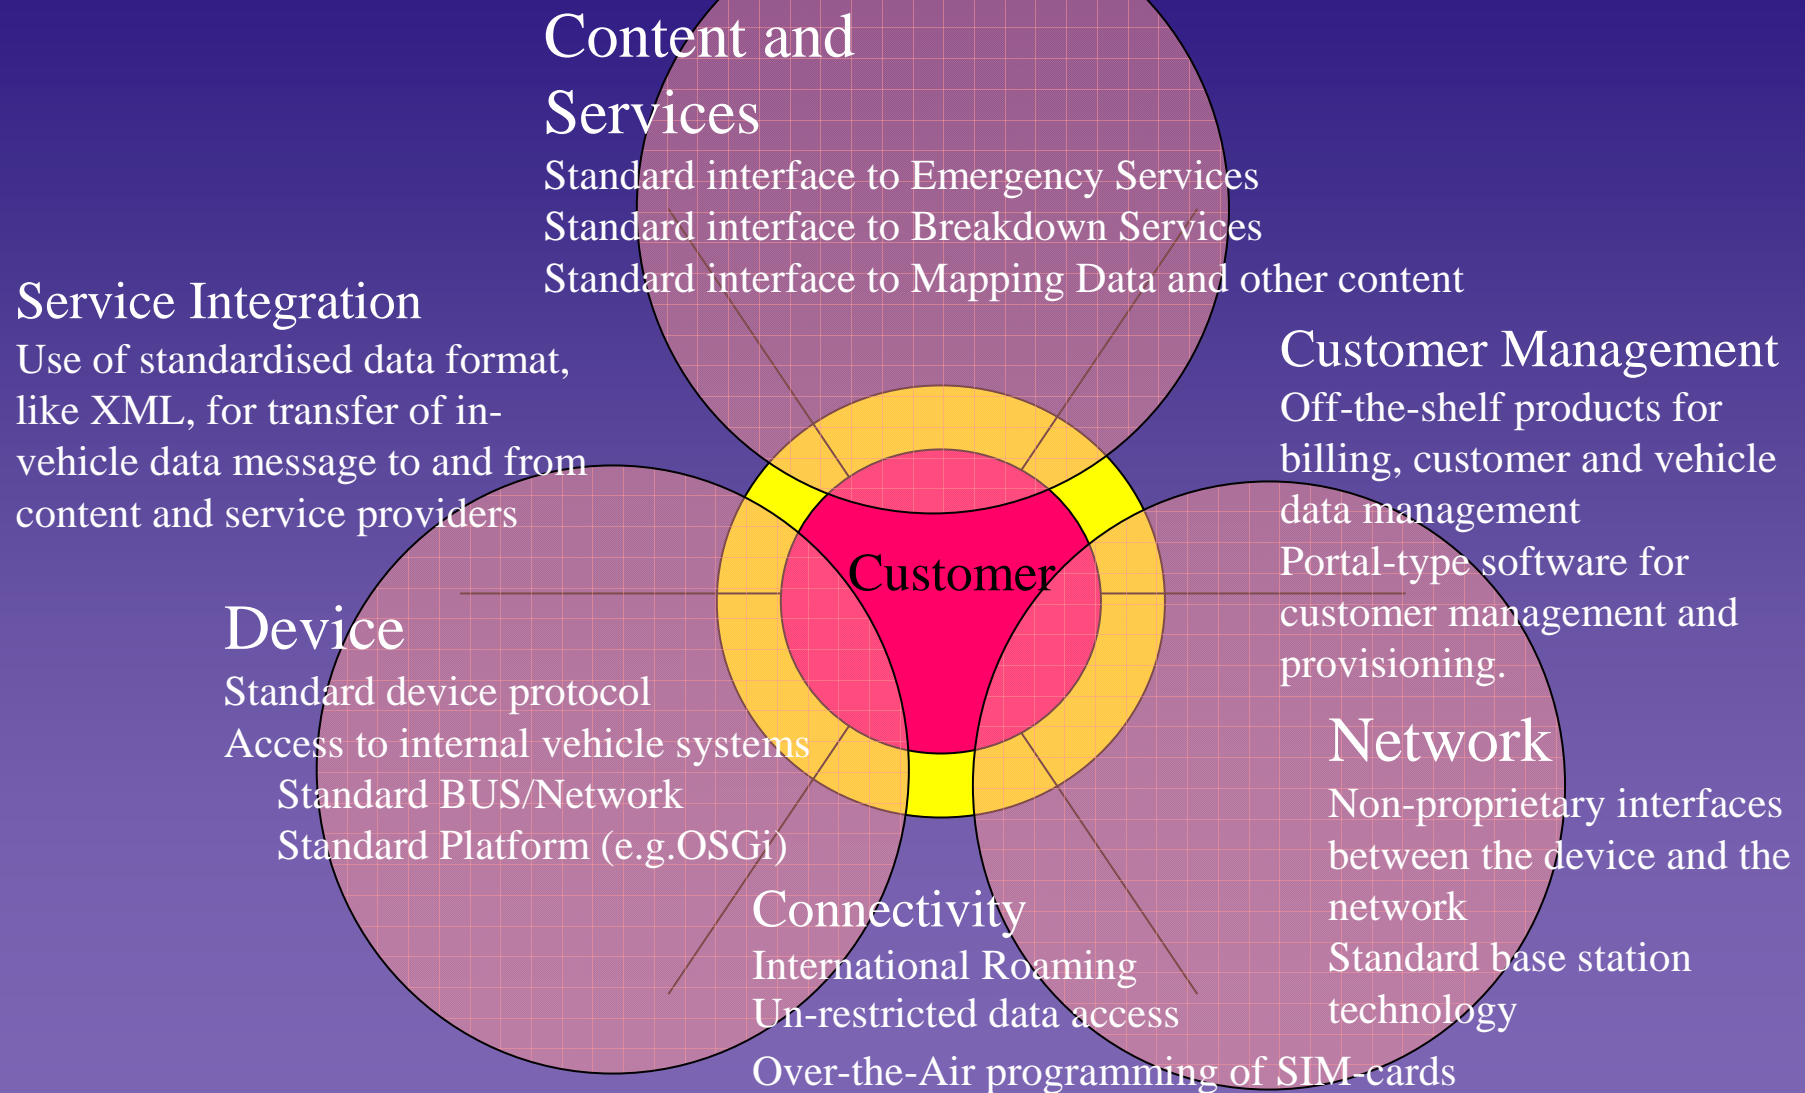 Content and
Services
Standard interface to Emergency Services
Standard interface to Breakdown Services
Standard interface to Mapping Data and other content
Service Integration
Use of standardised data format,
like XML, for transfer of in-
vehicle data message to and from
content and service providers
Customer Management
Off-the-shelf products for
billing, customer and vehicle
data management
Portal-type software for
customer management and
provisioning.
Customer
Device
Standard device protocol
Access to internal vehicle systems
Standard BUS/Network
Standard Platform (e.g.OSGi)
Network
Non-proprietary interfaces
between the device and the
network
Standard base station
technology
Connectivity
International Roaming
Un-restricted data access
Over-the-Air programming of SIM-cards